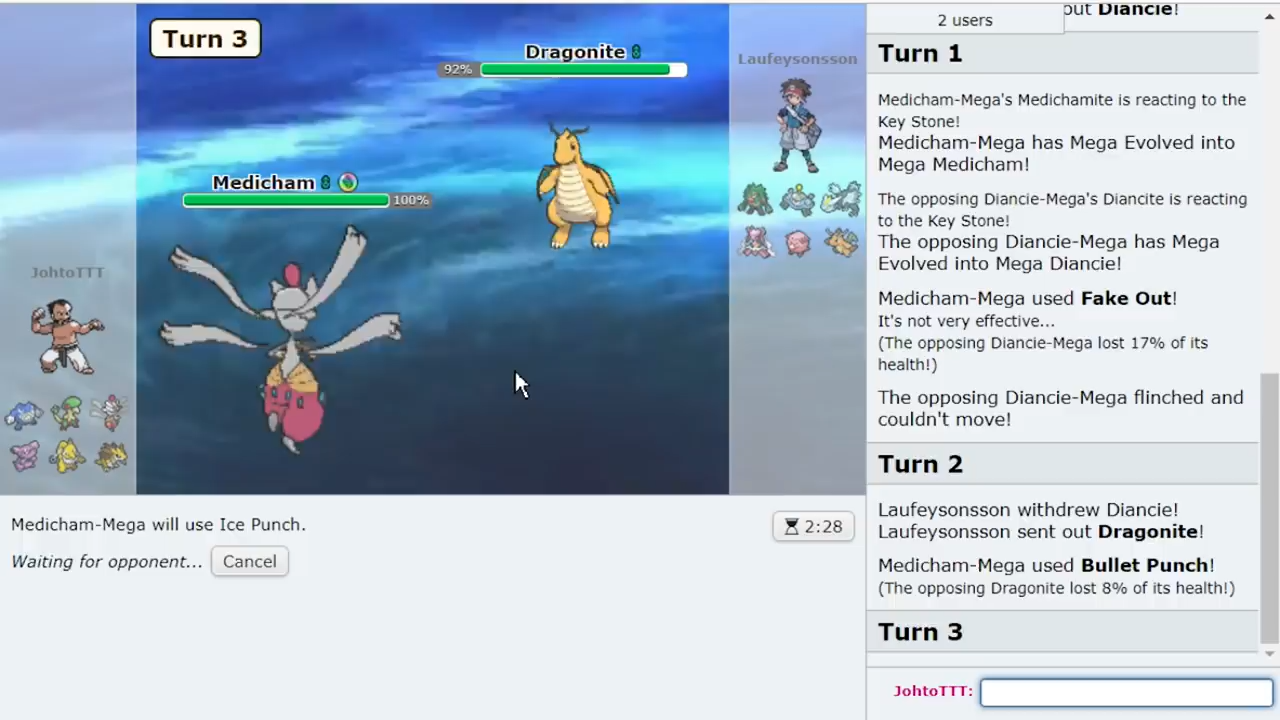 Turn 3
Dragonite
92%
Medicham
100%
JohtoTTT
Laufeysonsson
Medicham-Mega will use Ice Punch.
Waiting for opponent...
Cancel
2:28
2 users
out Diancie!
Turn 1
Medicham-Mega's Medichamite is reacting to the
Key Stone!
Medicham-Mega has Mega Evolved into
Mega Medicham!
The opposing Diancie-Mega's Diancite is reacting
to the Key Stone!
The opposing Diancie-Mega has Mega
Evolved into Mega Diancie!
Medicham-Mega used Fake Out!
It's not very effective...
(The opposing Diancie-Mega lost 17% of its
health!)
The opposing Diancie-Mega flinched and
couldn't move!
Turn 2
Laufeysonsson withdrew Diancie!
Laufeysonsson sent out Dragonite!
Medicham-Mega used Bullet Punch!
(The opposing Dragonite lost 8% of its health!)
Turn 3
JohtoTTT: